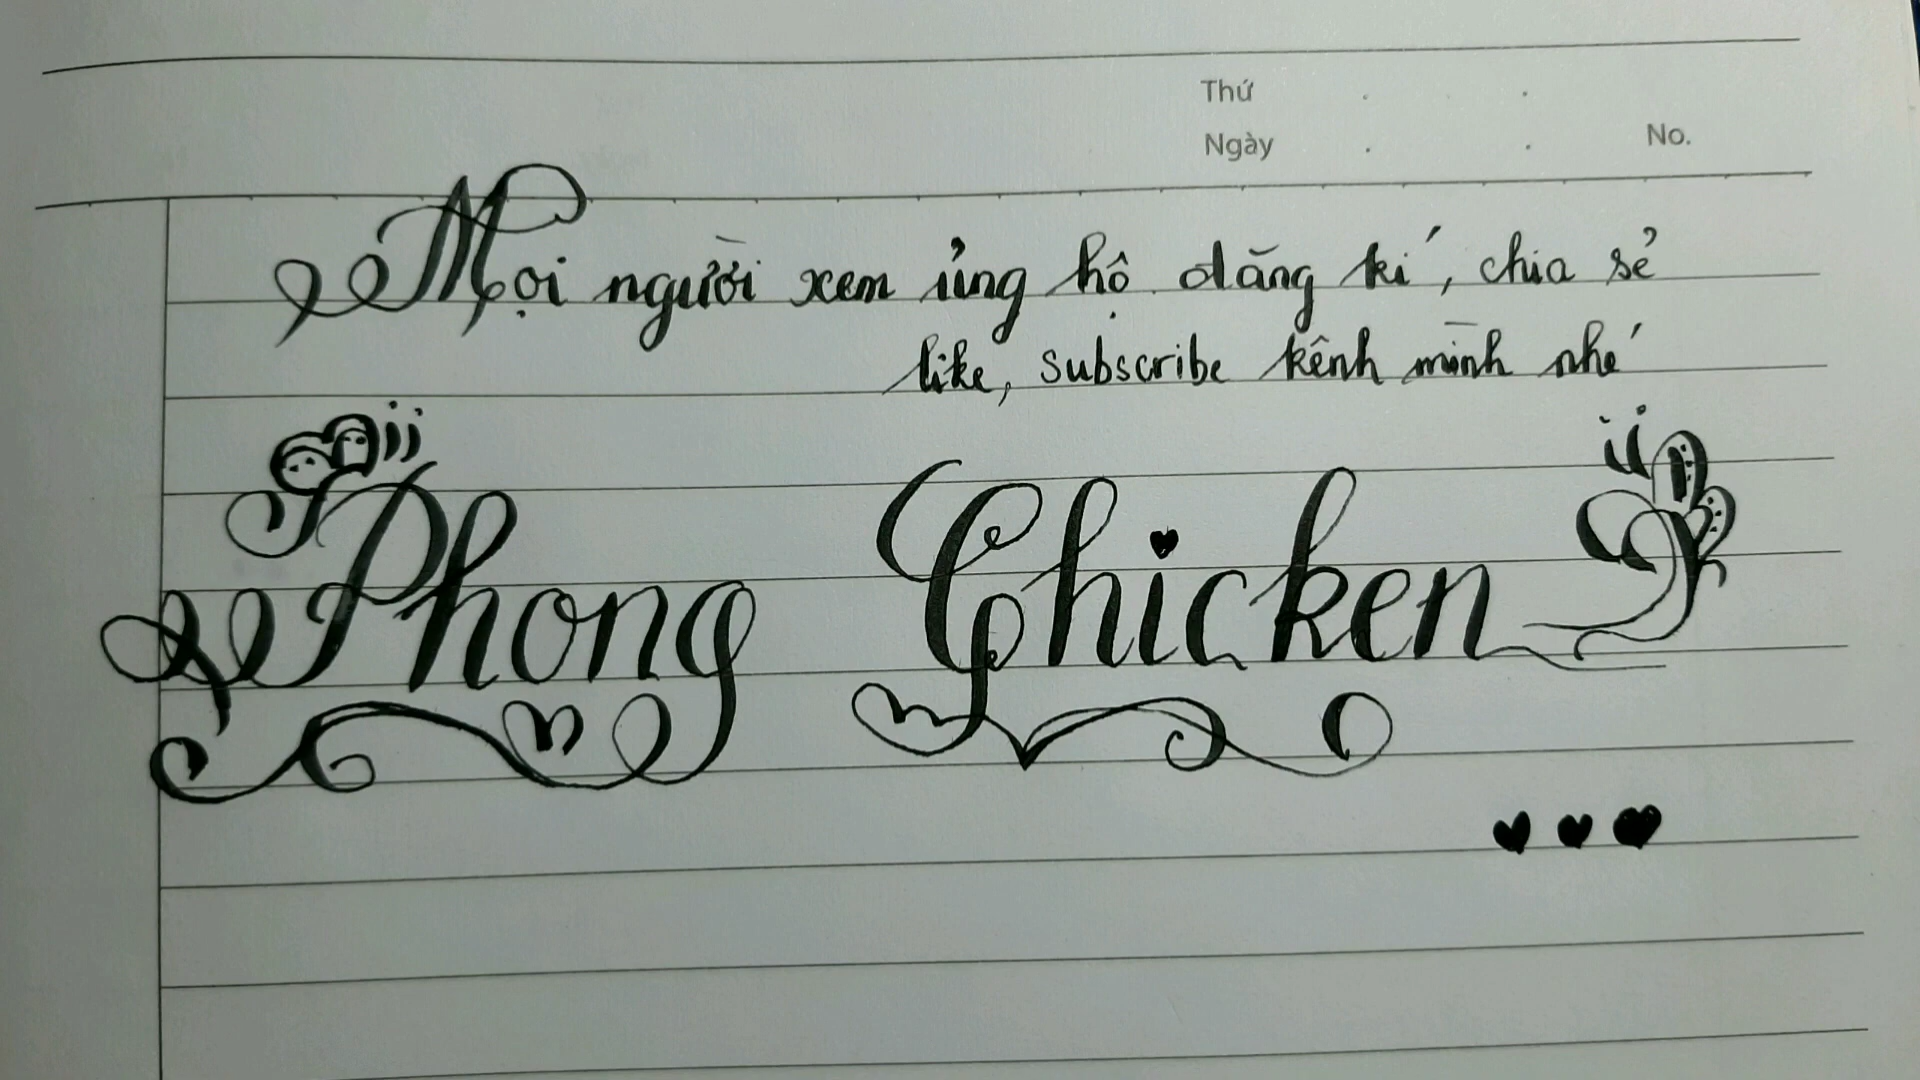 Thứ
Ngày
No.
Mọi người xem ủng hộ đăng kí, chia sẻ
like, subscribe kênh mình nhé
Phong Chicken